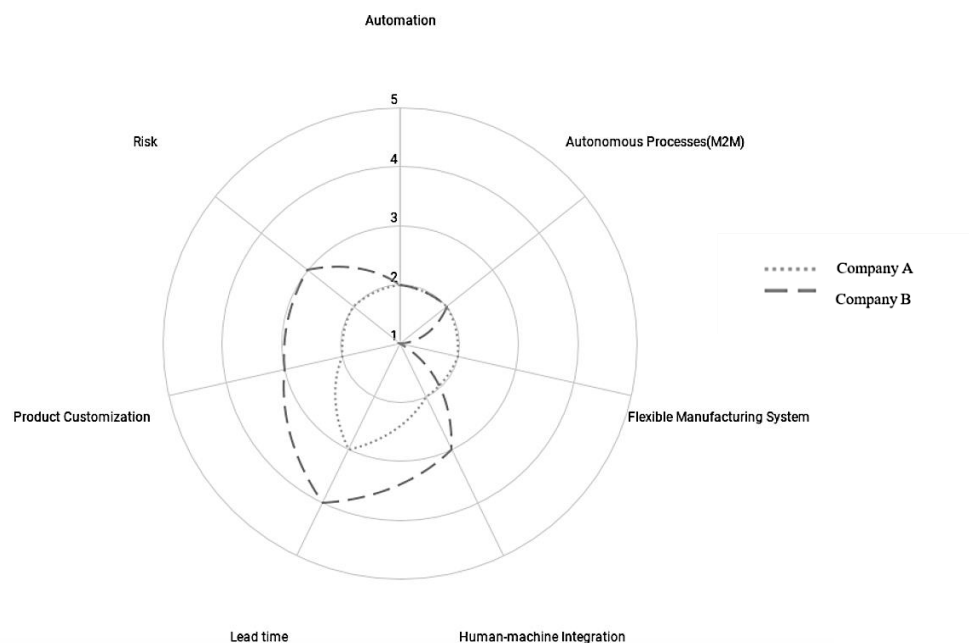 Automation
5
Risk
Autonomous Processes(M2M)
4
3
Company A
2
Company B
1
Product Customization
Flexible Manufacturing System
Lead time
Human-machine Integration